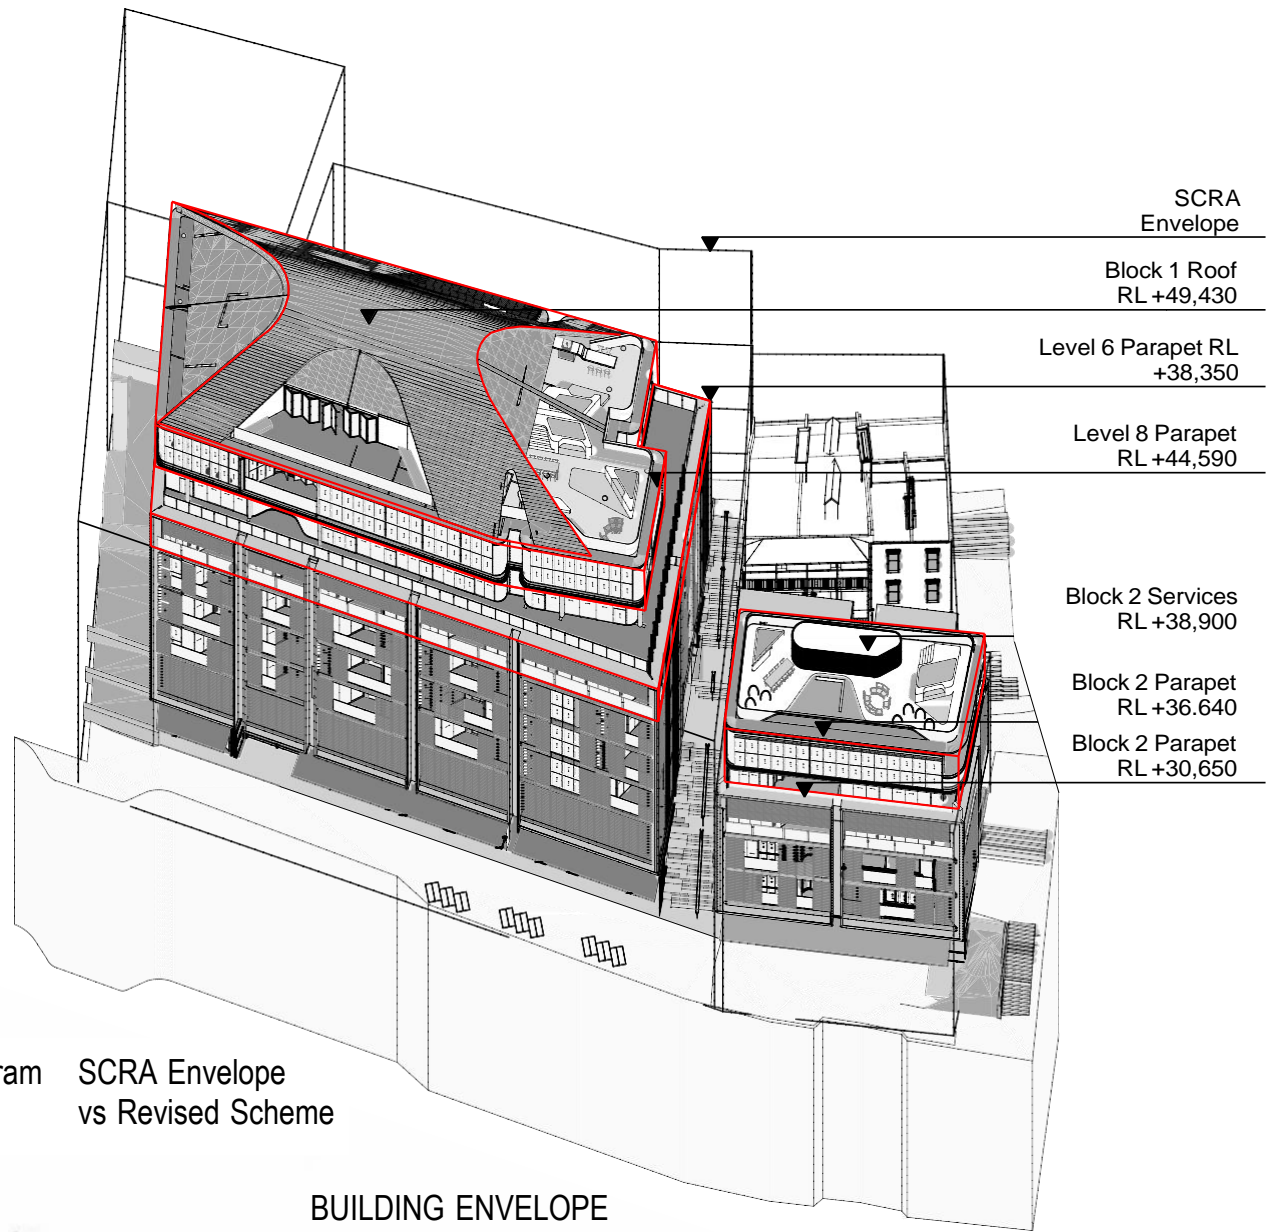 SCRA
Envelope
Block 1 Roof
RL +49,430
Level 6 Parapet RL
+38,350
Level 8 Parapet
RL +44,590
Block 2 Services
RL +38,900
Block 2 Parapet
RL +36.640
Block 2 Parapet
RL +30,650
ram SCRA Envelope
vs Revised Scheme
BUILDING ENVELOPE